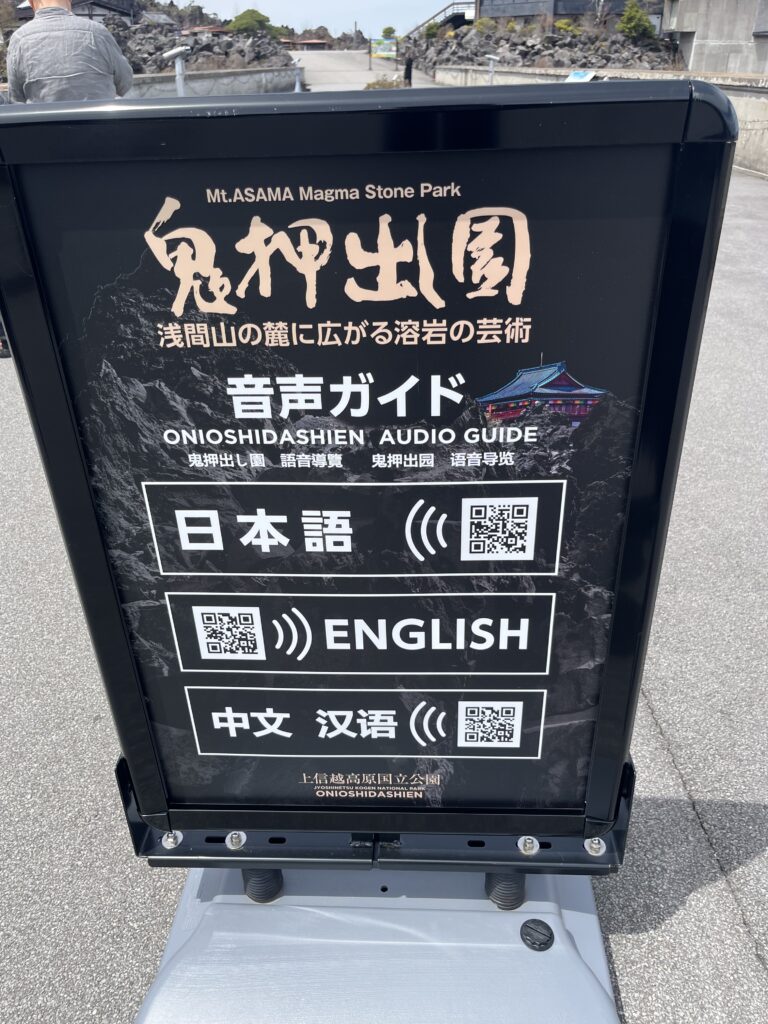 Mt.ASAMA Magma Stone Park
鬼押出し園
浅間山の麓に広がる溶岩の芸術
音声ガイド
ONIOSHIDASHIEN AUDIO GUIDE
鬼押出し園 語音導覽 鬼押出园 语音导览
日本語
ENGLISH
中文 汉语
上信越高原国立公園
JYOSHINETSU KOGEN NATIONAL PARK
ONIOSHIDASHIEN